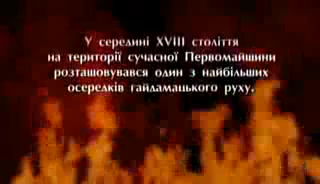 У середині XVIII століття
на території сучасної Первомайщини
розташовувався один з найбільших
осередків гайдамацького руху.